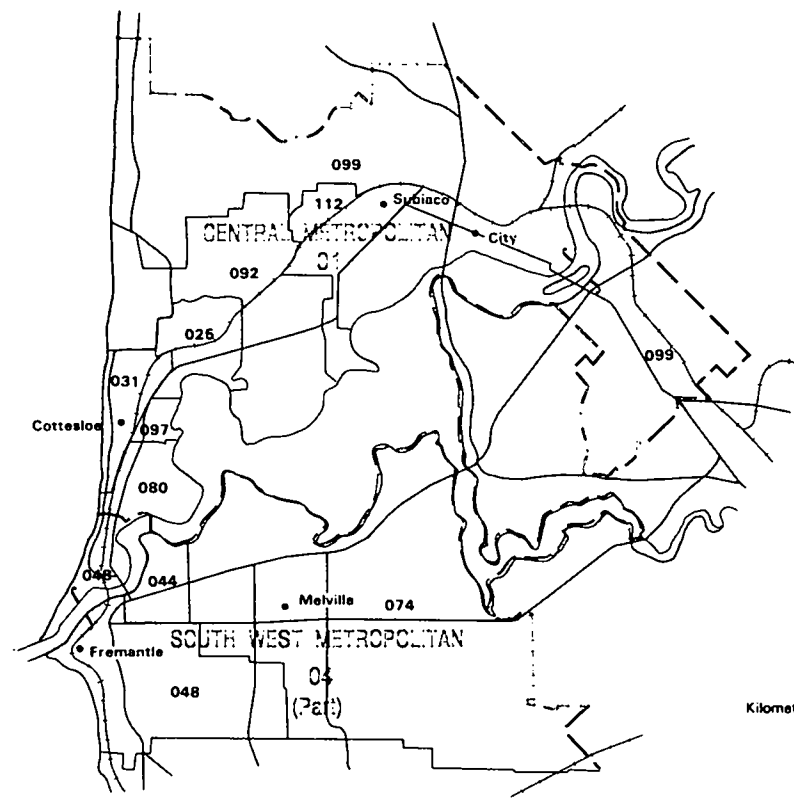 099
112
Subiaco
CENTRAL METROPOLITAN
01
City
092
026
099
031
Cottesloe
097
080
048
044
Melville
074
SOUTH WEST METROPOLITAN
Fremantle
04
048
(Part)
Kilomet